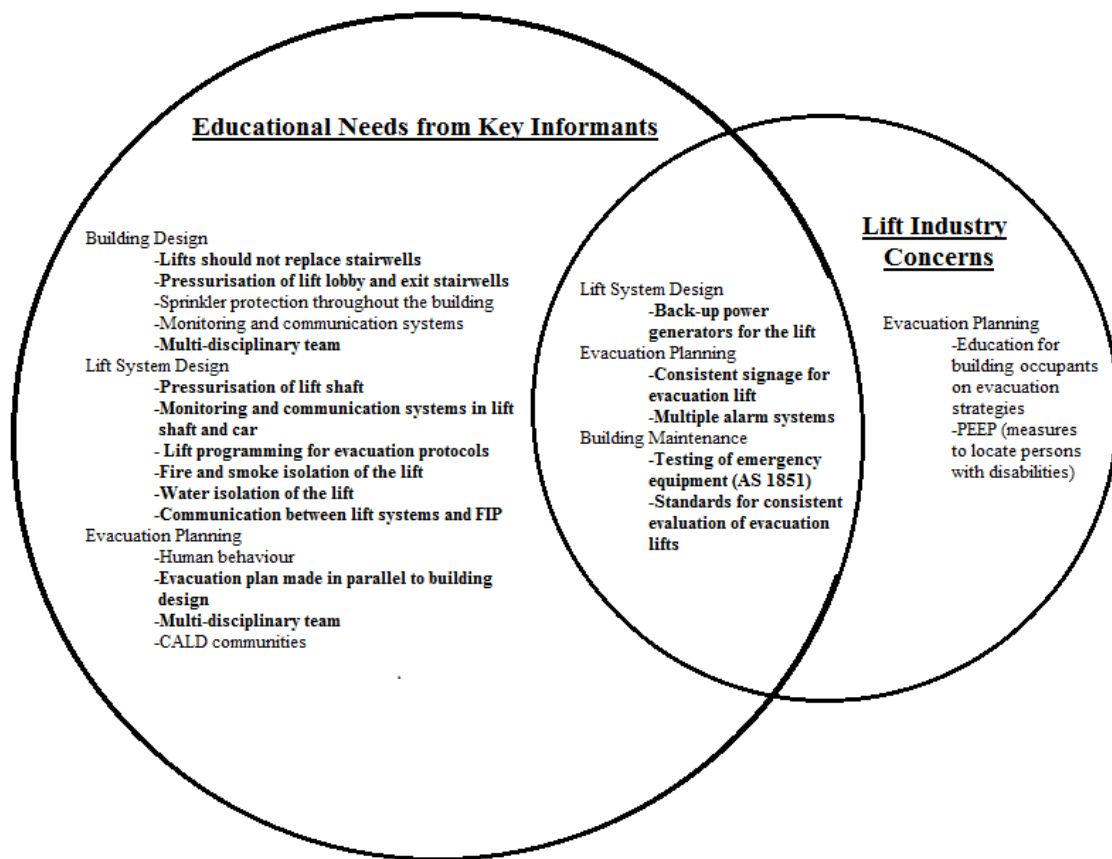 Educational Needs from Key Informants
Building Design
-Lifts should not replace stairwells
-Pressurisation of lift lobby and exit stairwells
-Sprinkler protection throughout the building
-Monitoring and communication systems
-Multi-disciplinary team
Lift System Design
-Pressurisation of lift shaft
-Monitoring and communication systems in lift
shaft and car
- Lift programming for evacuation protocols
-Fire and smoke isolation of the lift
-Water isolation of the lift
-Communication between lift systems and FIP
Evacuation Planning
-Human behaviour
-Evacuation plan made in parallel to building
design
-Multi-disciplinary team
-CALD communities
Lift System Design
-Back-up power
generators for the lift
Evacuation Planning
-Consistent signage for
evacuation lift
-Multiple alarm systems
Building Maintenance
-Testing of emergency
equipment (AS 1851)
-Standards for consistent
evaluation of evacuation
lifts
Lift Industry
Concerns
Evacuation Planning
-Education for
building occupants
on evacuation
strategies
-PEEP (measures
to locate persons
with disabilities)